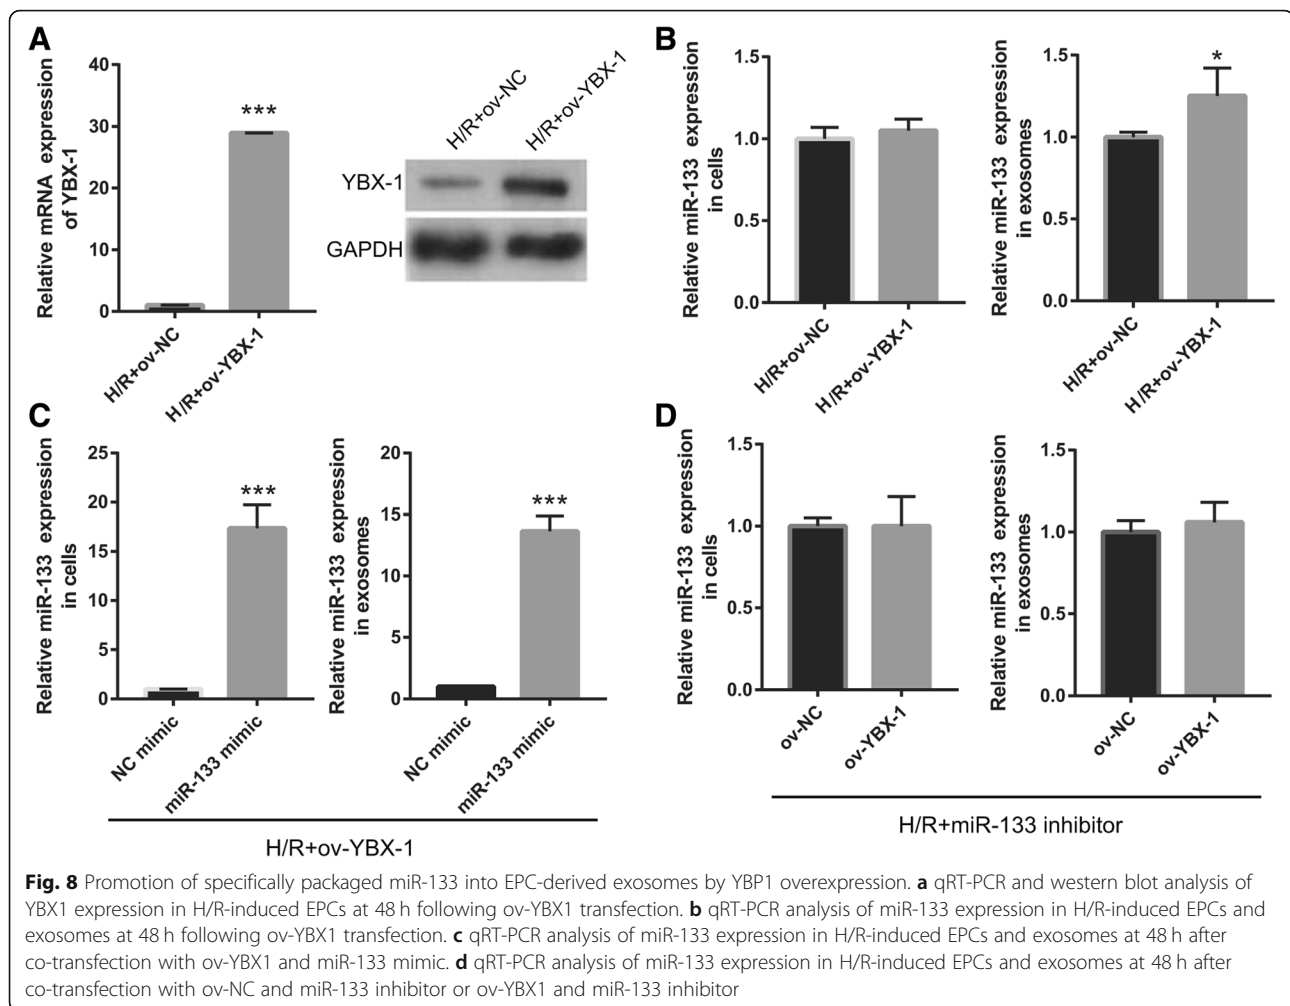 A
Relative mRNA expression
of YBX-1
40
30
20
10
0
***
H/R+ov-NC
H/R+ov-YBX-1
H/R+ov-NC
H/R+ov-YBX-1
YBX-1
GAPDH
B
Relative miR-133 expression
in cells
1.5
1.0
0.5
0.0
H/R+ov-NC
H/R+ov-YBX-1
Relative miR-133 expression
in exosomes
1.5
1.0
0.5
0.0
*
H/R+ov-NC
H/R+ov-YBX-1
C
Relative miR-133 expression
in cells
25
20
15
10
5
0
***
NC mimic
miR-133 mimic
Relative miR-133 expression
in exosomes
20
15
10
5
0
***
NC mimic
miR-133 mimic
H/R+ov-YBX-1
D
Relative miR-133 expression
in cells
1.5
1.0
0.5
0.0
ov-NC
ov-YBX-1
Relative miR-133 expression
in exosomes
1.5
1.0
0.5
0.0
ov-NC
ov-YBX-1
H/R+miR-133 inhibitor
Fig. 8 Promotion of specifically packaged miR-133 into EPC-derived exosomes by YBP1 overexpression. a qRT-PCR and western blot analysis of
YBX1 expression in H/R-induced EPCs at 48 h following ov-YBX1 transfection. b qRT-PCR analysis of miR-133 expression in H/R-induced EPCs and
exosomes at 48 h following ov-YBX1 transfection. c qRT-PCR analysis of miR-133 expression in H/R-induced EPCs and exosomes at 48 h after
co-transfection with ov-YBX1 and miR-133 mimic. d qRT-PCR analysis of miR-133 expression in H/R-induced EPCs and exosomes at 48 h after
co-transfection with ov-NC and miR-133 inhibitor or ov-YBX1 and miR-133 inhibitor